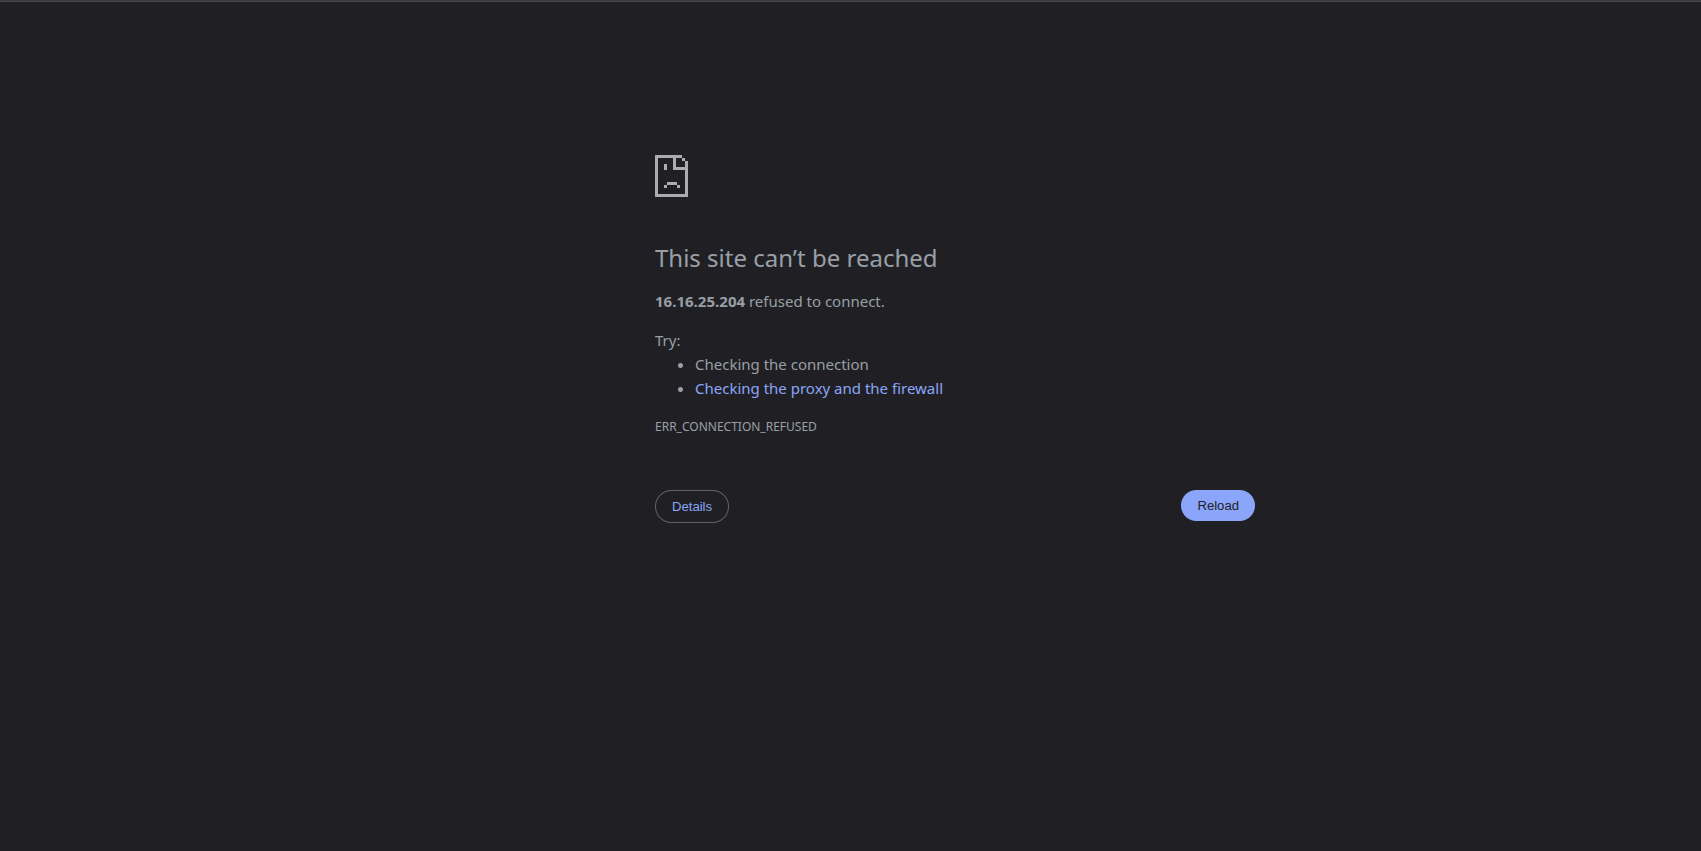 This site can’t be reached
16.16.25.204 refused to connect.
Try:
Checking the connection
Checking the proxy and the firewall
ERR_CONNECTION_REFUSED
Details
Reload